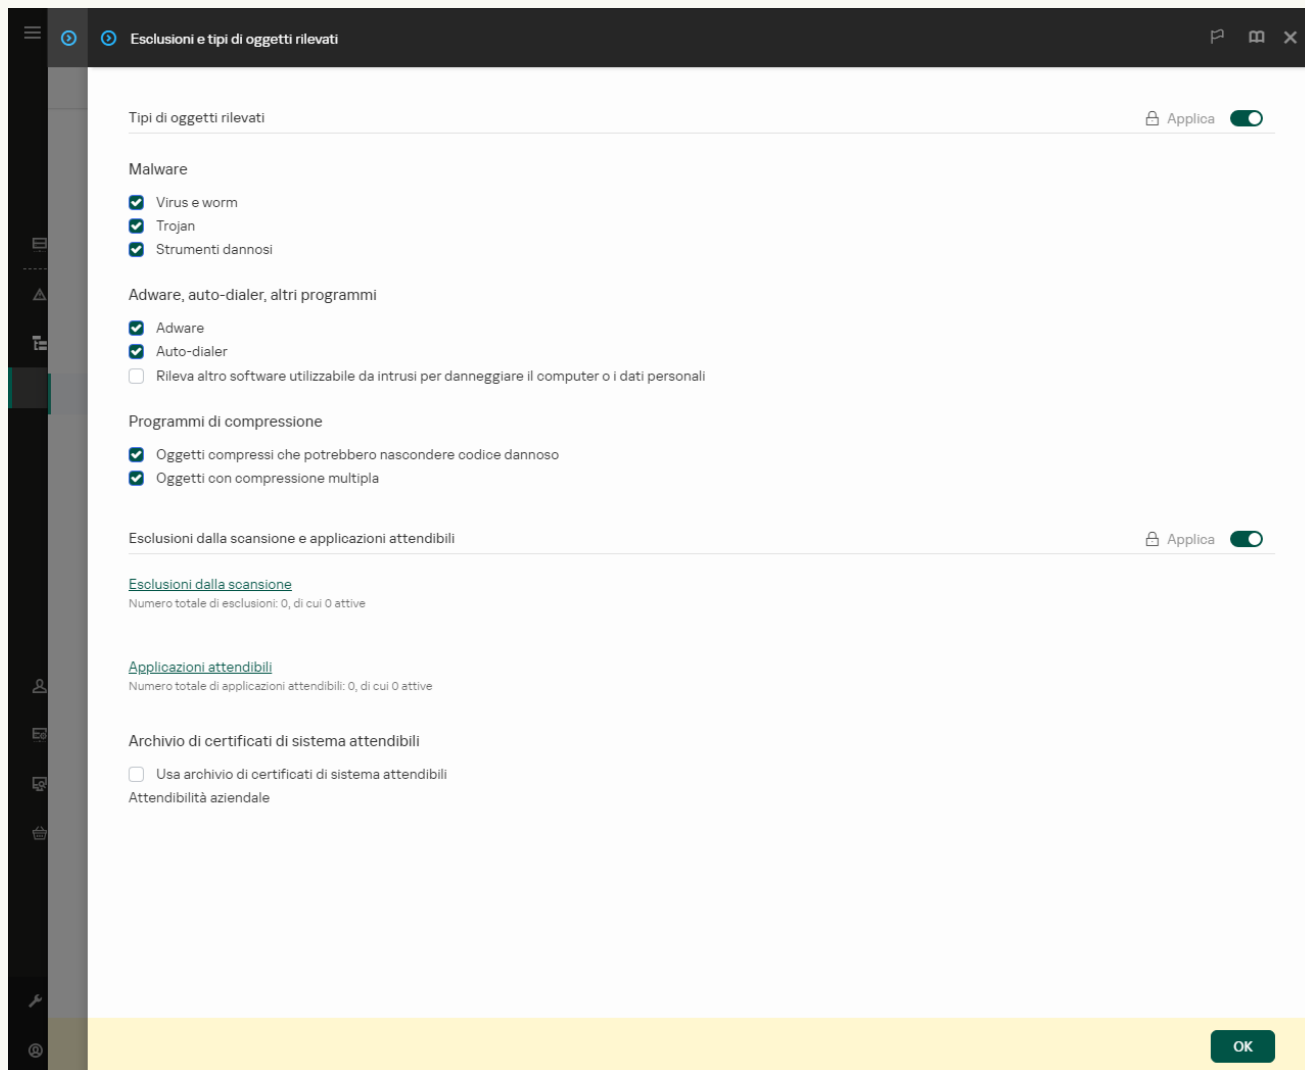 Esclusioni e tipi di oggetti rilevati
Tipi di oggetti rilevati Applica
Malware
Virus e worm
Trojan
Strumenti dannosi
Adware, auto-dialer, altri programmi
Adware
Auto-dialer
Rileva altro software utilizzabile da intrusi per danneggiare il computer o i dati personali
Programmi di compressione
Oggetti compressi che potrebbero nascondere codice dannoso
Oggetti con compressione multipla
Esclusioni dalla scansione e applicazioni attendibili Applica
Esclusioni dalla scansione
Numero totale di esclusioni: 0, di cui 0 attive
Applicazioni attendibili
Numero totale di applicazioni attendibili: 0, di cui 0 attive
Archivio di certificati di sistema attendibili
Usa archivio di certificati di sistema attendibili
Attendibilità aziendale
OK